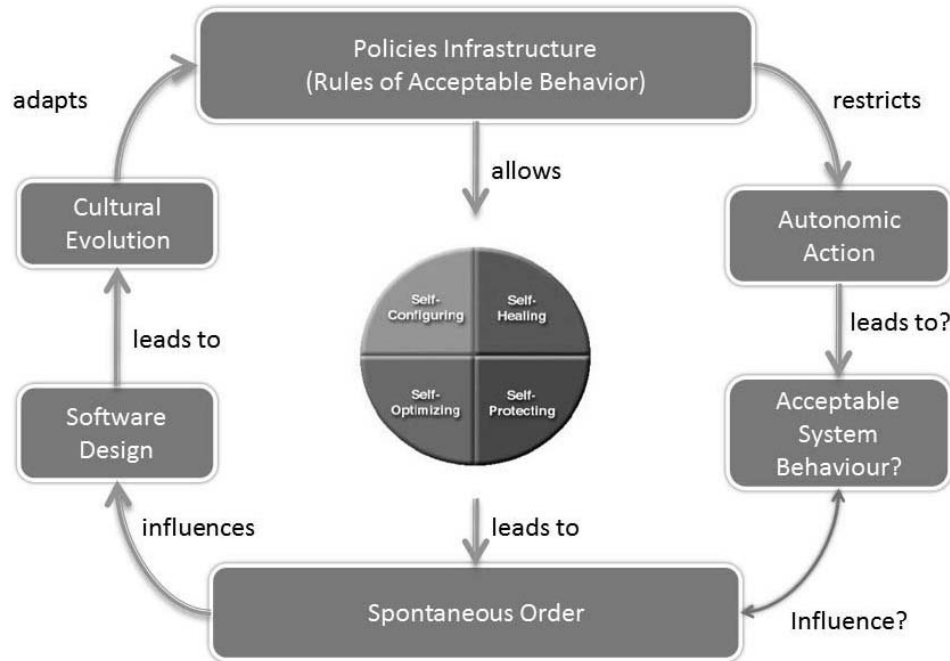 Policies Infrastructure
(Rules of Acceptable Behavior)
adapts
restricts
allows
Cultural
Evolution
Autonomic
Action
Self-
Configuring
Self-
Healing
leads to
leads to?
Self-
Optimizing
Self-
Protecting
Software
Design
Acceptable
System
Behaviour?
influences
leads to
Spontaneous Order
Influence?